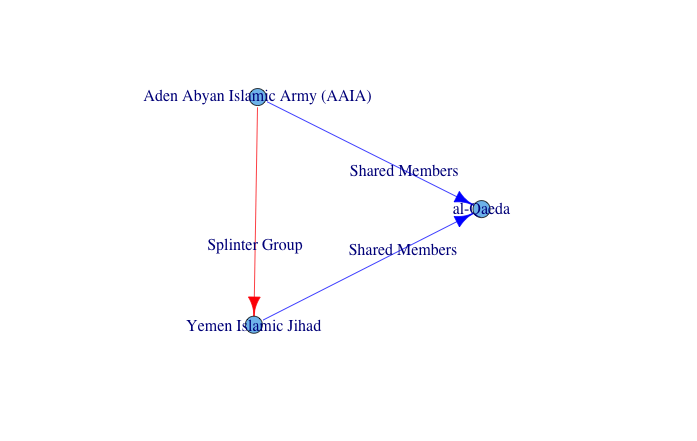 Aden Abyan Islamic Army (AAIA)
Shared Members
al-Qaeda
Splinter Group
Shared Members
Yemen Islamic Jihad